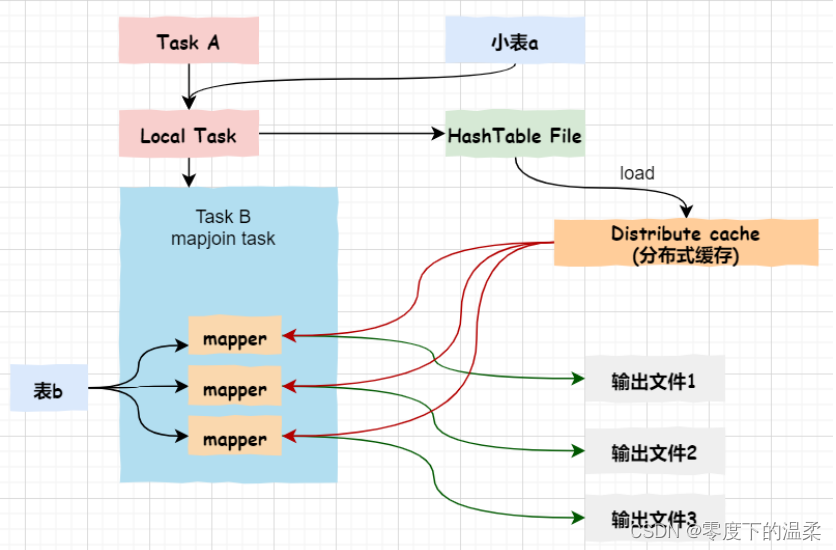 Task A
小表a
Local Task
HashTable File
load
Task B
mapjoin task
Distribute cache
(分布式缓存)
mapper
mapper
mapper
表b
输出文件1
输出文件2
输出文件3
CSDN @零度下的温柔